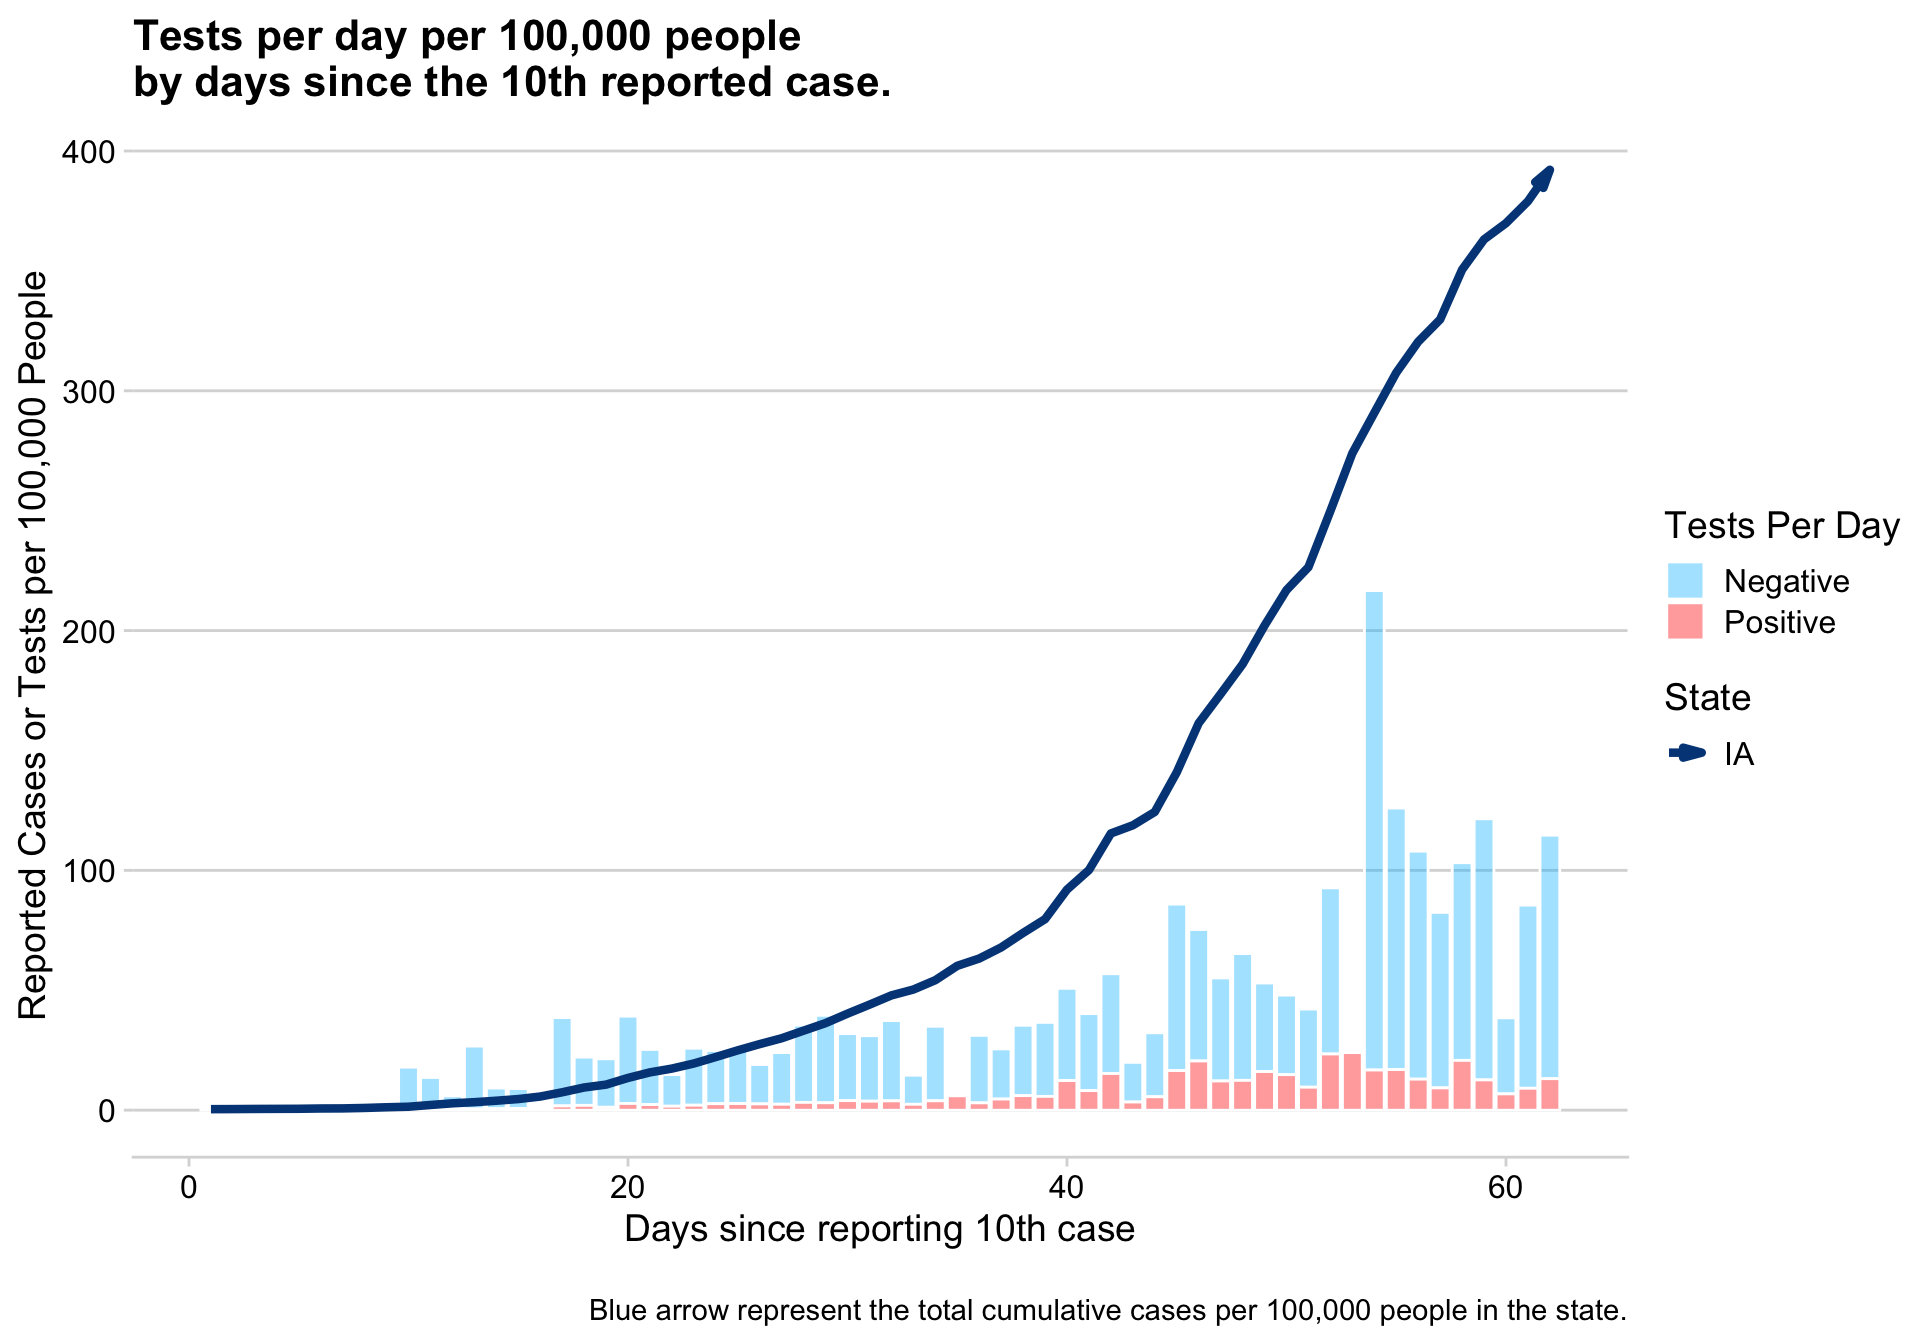 Tests per day per 100,000 people
by days since the 10th reported case.
Reported Cases or Tests per 100,000 People
400
300
200
100
0
0
20
40
60
Days since reporting 10th case
Tests Per Day
Negative
Positive
State
IA
Blue arrow represent the total cumulative cases per 100,000 people in the state.